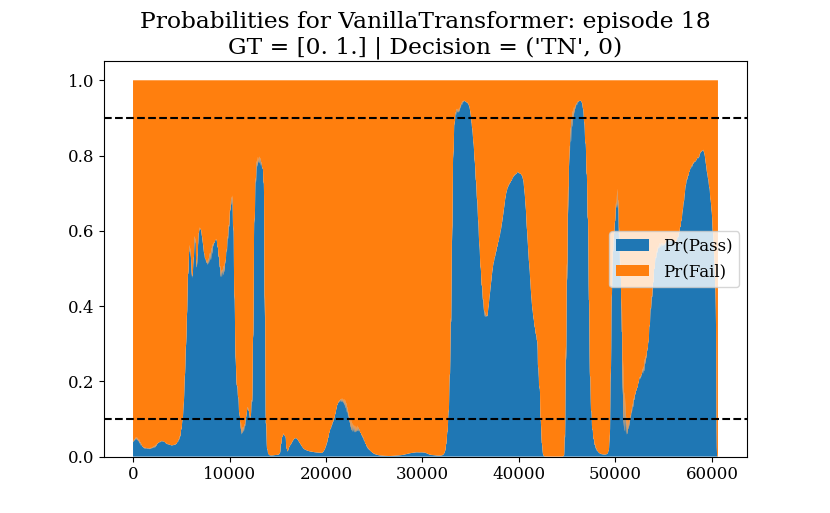 Probabilities for VanillaTransformer: episode 18
GT = [0. 1.] | Decision = ('TN', 0)
1.0
0.8
0.6
0.4
0.2
0.0
Pr(Pass)
Pr(Fail)
0 10000 20000 30000 40000 50000 60000